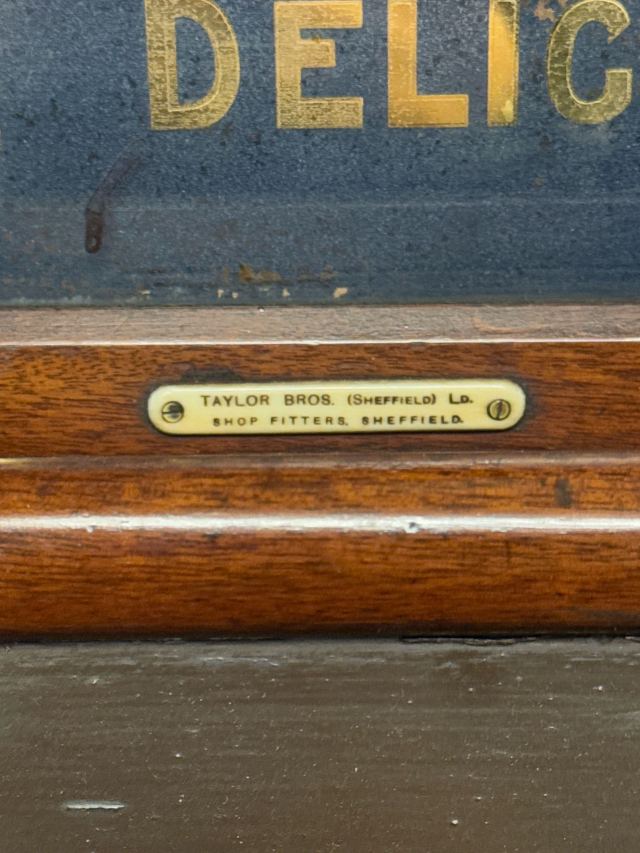 DELIC
TAYLOR BROS. (SHEFFIELD) LD.
SHOP FITTERS, SHEFFIELD.